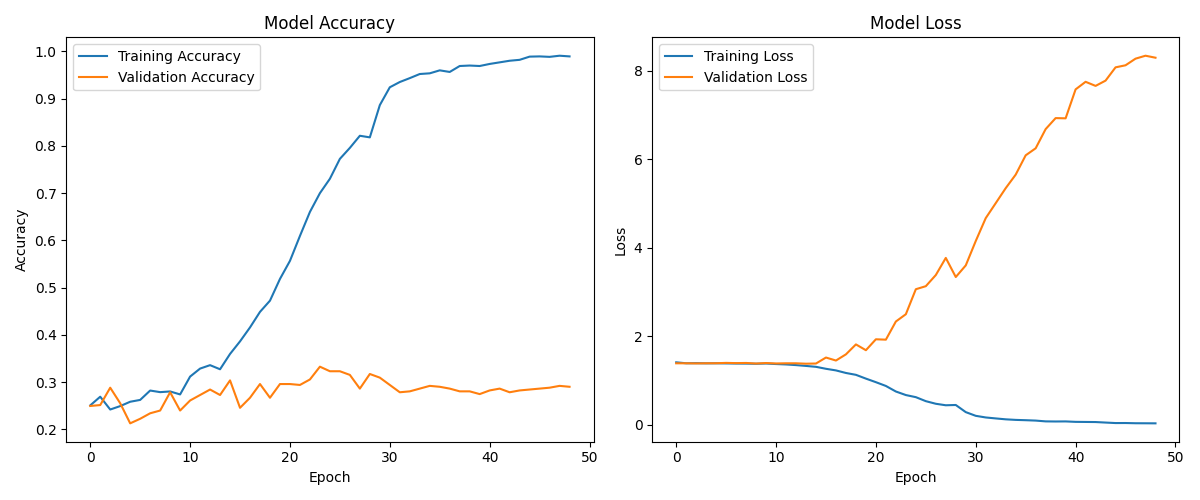 Model Accuracy
Training Accuracy
Validation Accuracy
1.0
0.9
0.8
0.7
0.6
0.5
0.4
0.3
0.2
Accuracy
0 10 20 30 40 50
Epoch
Model Loss
Training Loss
Validation Loss
8
6
4
2
0
Loss
0 10 20 30 40 50
Epoch